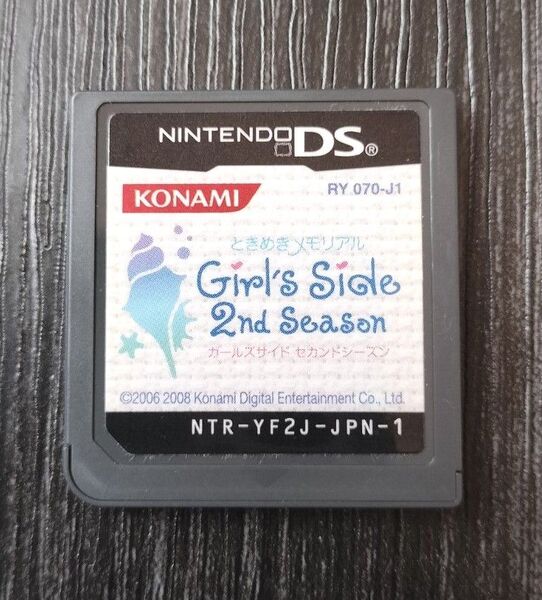 NINTENDO DS®
KONAMI
RY 070-J1
ときめきメモリアル
Girl's Side
2nd Season
ガールズサイド セカンドシーズン
©2006 2008 Konami Digital Entertainment Co., Ltd.
NTR-YF2J-JPN-1